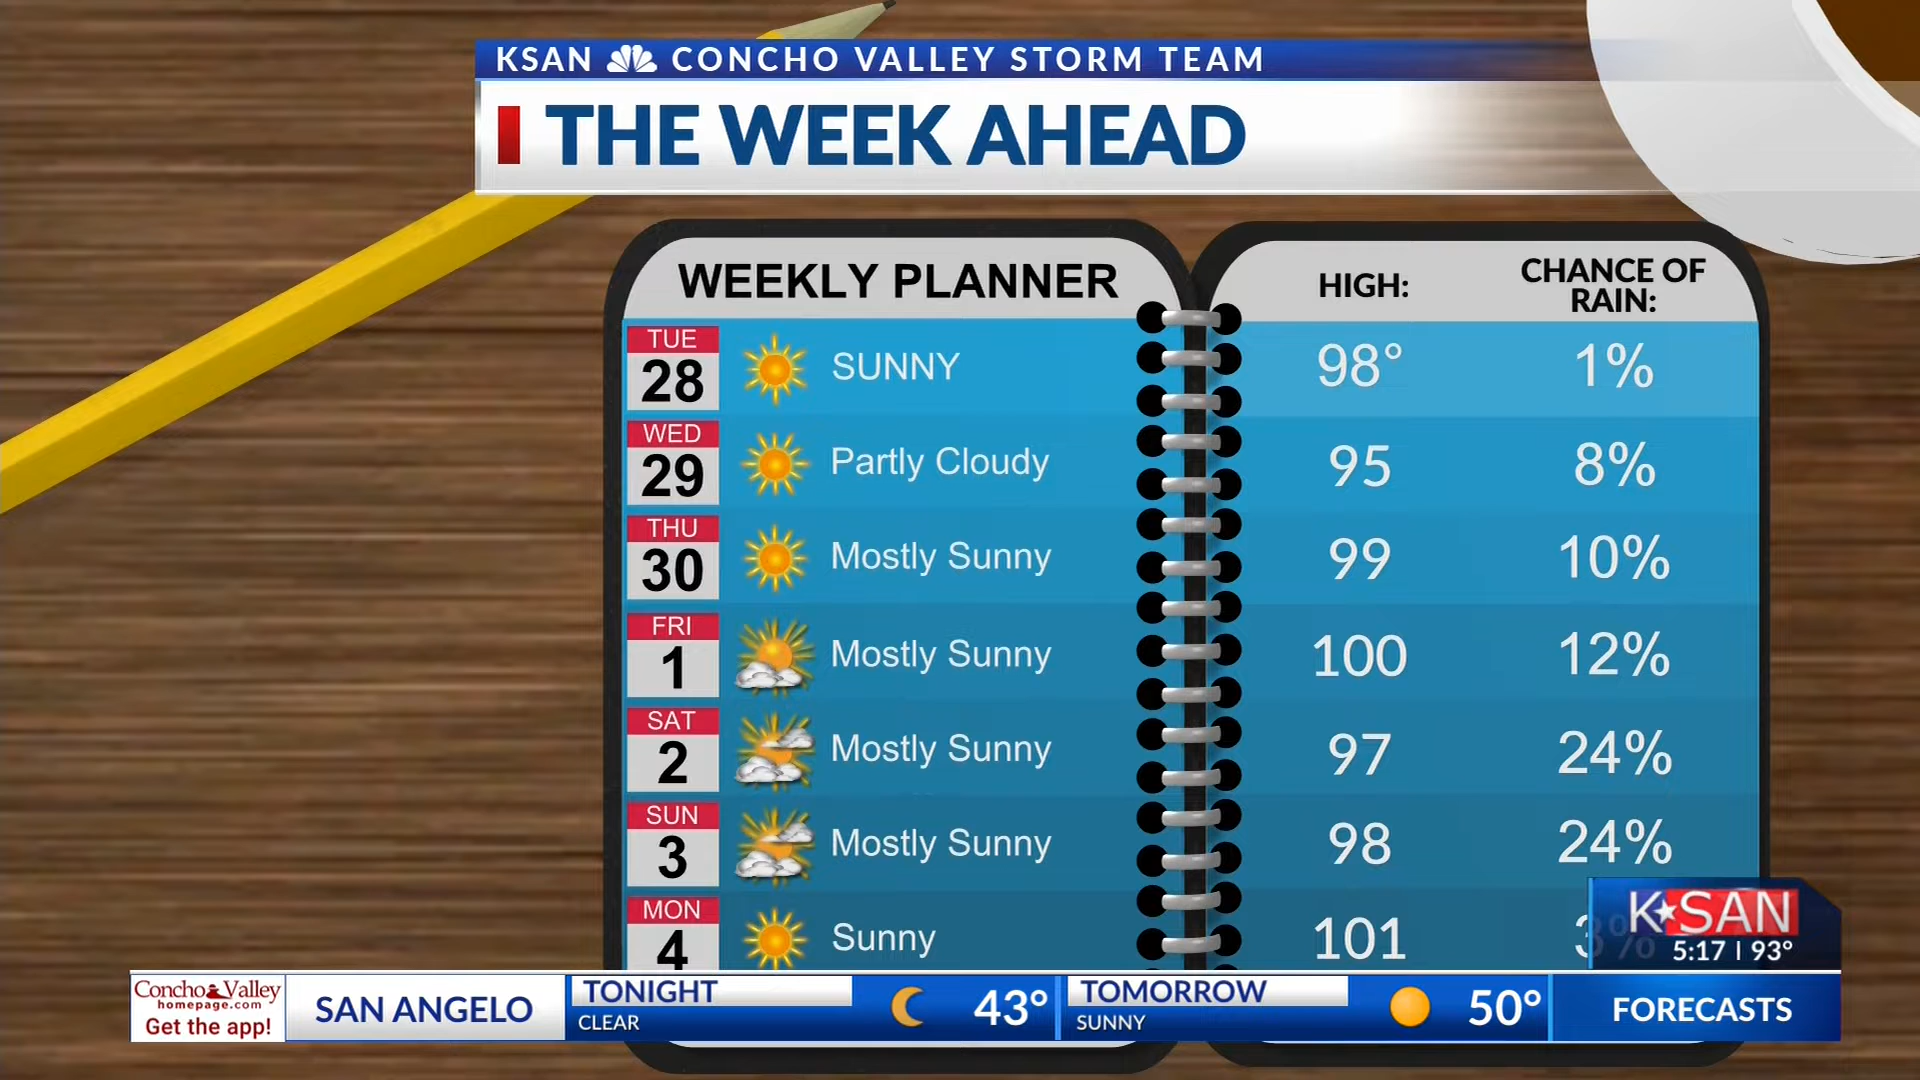 KSAN CONCHO VALLEY STORM TEAM
THE WEEK AHEAD
WEEKLY PLANNER
HIGH:
CHANCE OF
RAIN:
TUE
28
SUNNY
98°
1%
WED
29
Partly Cloudy
95
8%
THU
30
Mostly Sunny
99
10%
FRI
1
Mostly Sunny
100
12%
SAT
2
Mostly Sunny
97
24%
SUN
3
Mostly Sunny
98
24%
MON
4
Sunny
101
3%
KSAN
5:17 | 93°
Concho Valley
homepage.com
Get the app!
SAN ANGELO
TONIGHT
CLEAR
43°
TOMORROW
SUNNY
50°
FORECASTS